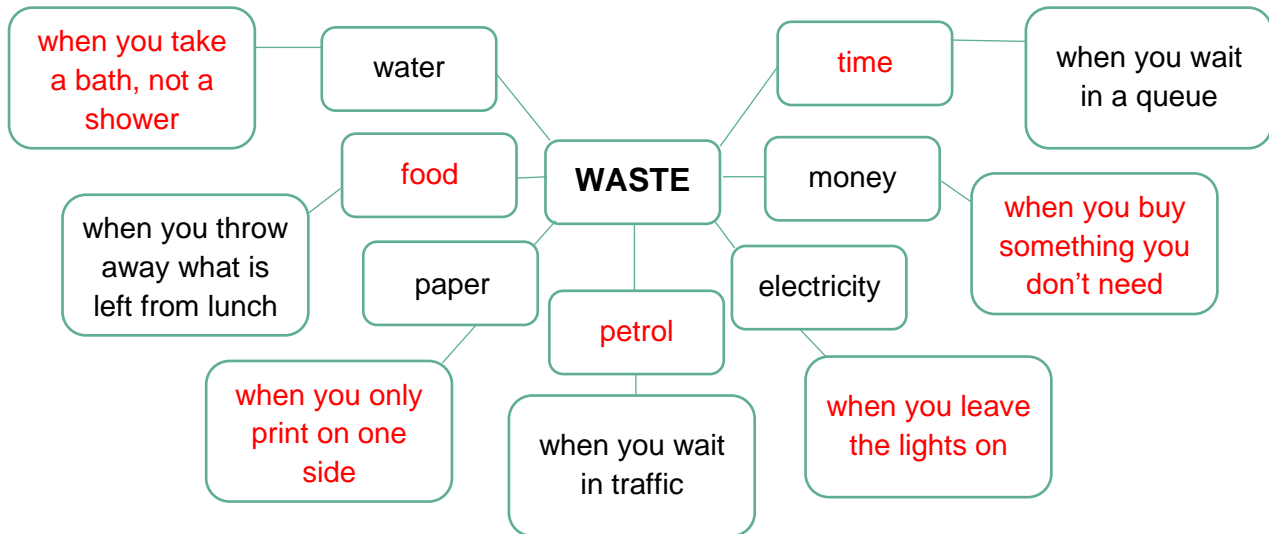 when you take
a bath, not a
shower
water
time
when you wait
in a queue
food
WASTE
money
when you throw
away what is
left from lunch
paper
petrol
electricity
when you buy
something you
don’t need
when you only
print on one
side
when you wait
in traffic
when you leave
the lights on